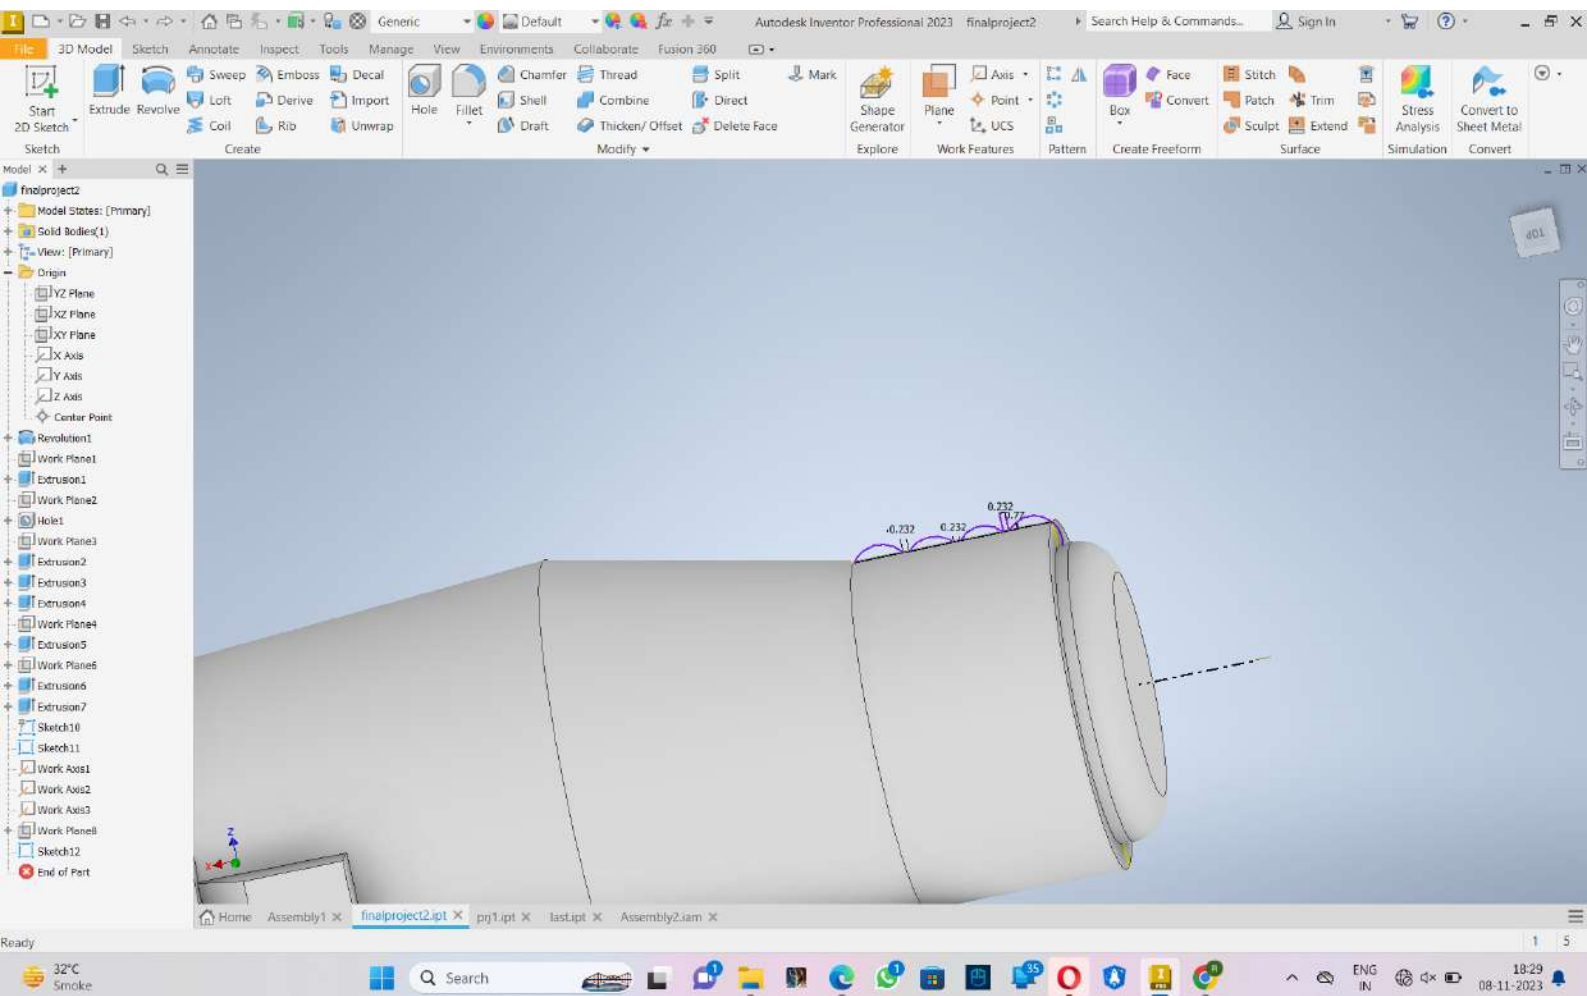 Generic Default Autodesk Inventor Professional 2023 finalproject2 Search Help & Commands... Sign In
File 3D Model Sketch Annotate Inspect Tools Manage View Environments Collaborate Fusion 360
Start 2D Sketch
Extrude Revolve
Sweep Emboss Decal
Loft Derive Import
Coil Rib Unwrap
Hole Fillet
Chamfer Thread Split Mark
Shell Combine Direct
Draft Thicken/ Offset Delete Face
Shape Generator
Plane
Axis
Point
UCS
Box
Face
Convert
Stitch
Patch Trim
Sculpt Extend
Stress Analysis
Convert to Sheet Metal
Sketch Create Modify Explore Work Features Pattern Create Freeform Surface Simulation Convert
Model
finalproject2
Model States: [Primary]
Solid Bodies(1)
View: [Primary]
Origin
YZ Plane
XZ Plane
XY Plane
X Axis
Y Axis
Z Axis
Center Point
Revolution1
Work Plane1
Extrusion1
Work Plane2
Hole1
Work Plane3
Extrusion2
Extrusion3
Extrusion4
Work Plane4
Extrusion5
Work Plane6
Extrusion6
Extrusion7
Sketch10
Sketch11
Work Axis1
Work Axis2
Work Axis3
Work Plane8
Sketch12
End of Part
TOP
0.232
0.232
0.232
Z
X
Home Assembly1 finalproject2.ipt prj1.ipt last.ipt Assembly2.iam
Ready 1 5
32°C
Smoke
Search
1
1
35
ENG
IN
18:29
08-11-2023